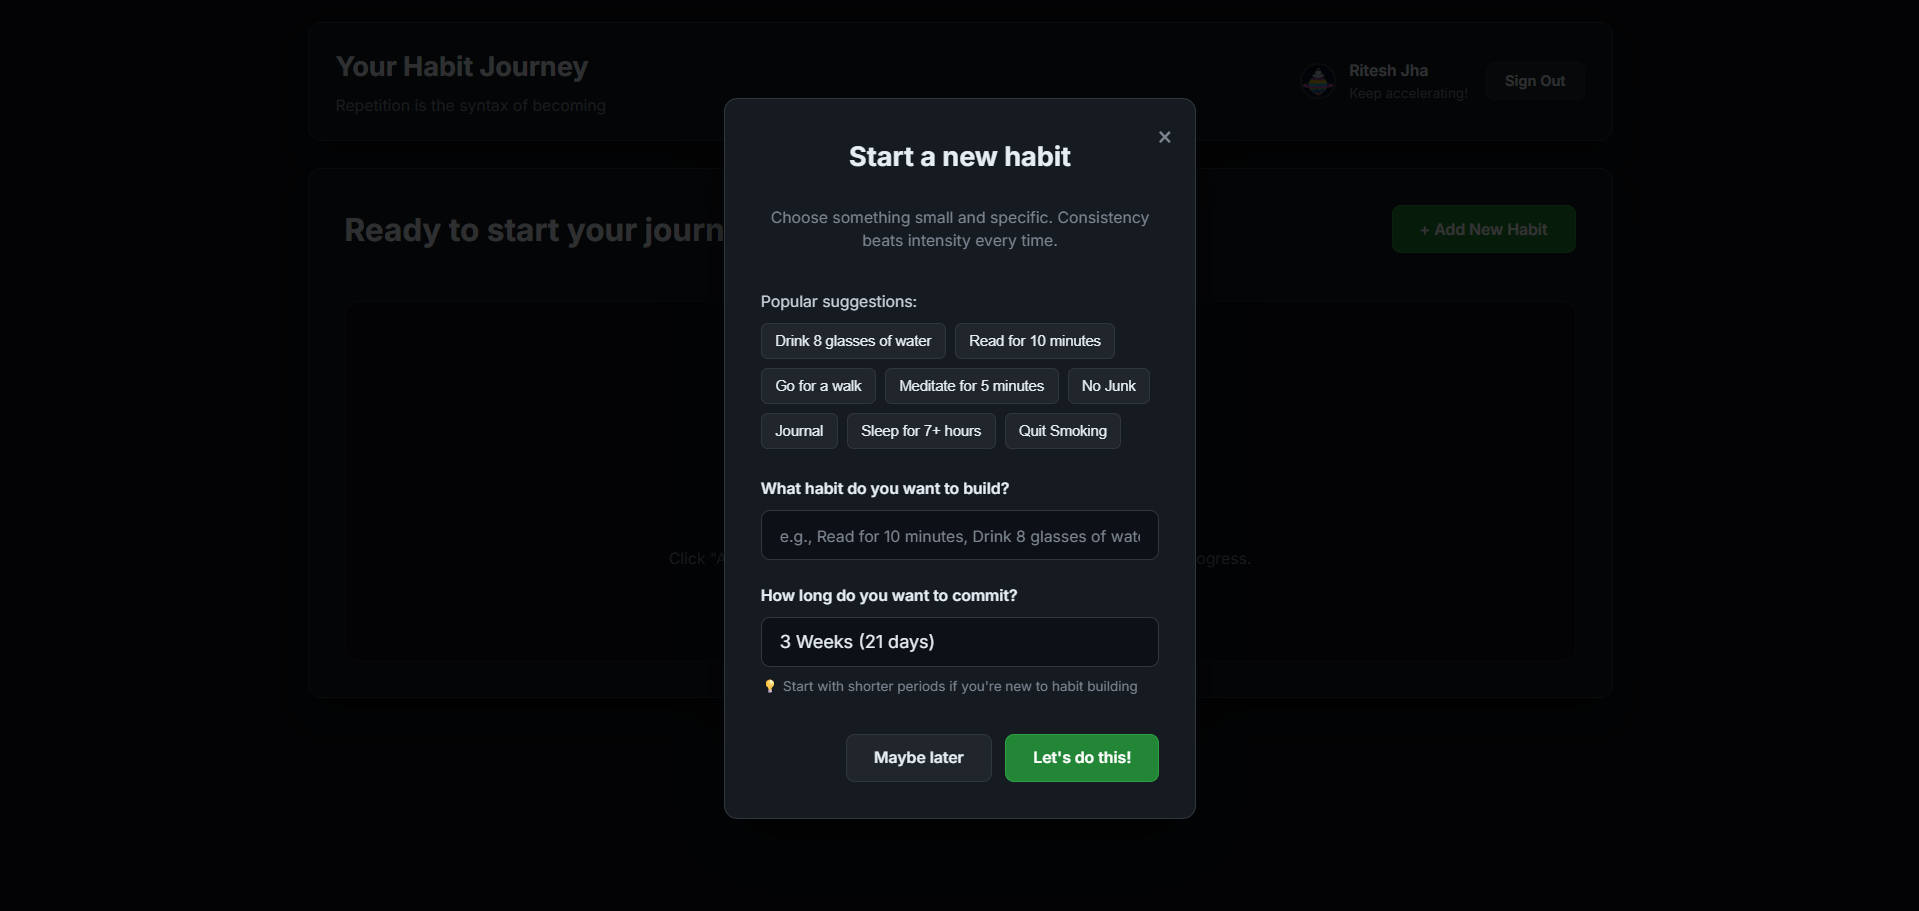 Your Habit Journey
Repetition is the syntax of becoming
Ritesh Jha
Keep accelerating!
Sign Out
Ready to start your journ
+ Add New Habit
Click "A
ogress.
×
Start a new habit
Choose something small and specific. Consistency
beats intensity every time.
Popular suggestions:
Drink 8 glasses of water
Read for 10 minutes
Go for a walk
Meditate for 5 minutes
No Junk
Journal
Sleep for 7+ hours
Quit Smoking
What habit do you want to build?
e.g., Read for 10 minutes, Drink 8 glasses of wate
How long do you want to commit?
3 Weeks (21 days)
Start with shorter periods if you're new to habit building
Maybe later
Let's do this!